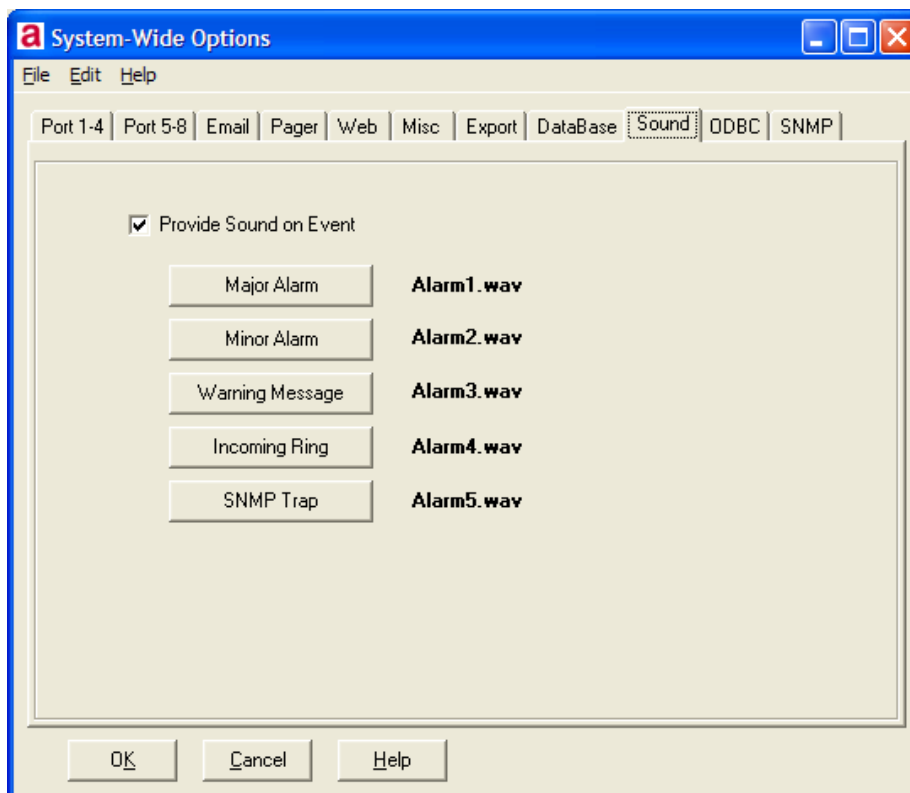 a System-Wide Options
File Edit Help
Port 1-4 Port 5-8 Email Pager Web Misc Export DataBase Sound ODBC SNMP
Provide Sound on Event
Major Alarm Alarm1.wav
Minor Alarm Alarm2.wav
Warning Message Alarm3.wav
Incoming Ring Alarm4.wav
SNMP Trap Alarm5.wav
OK Cancel Help